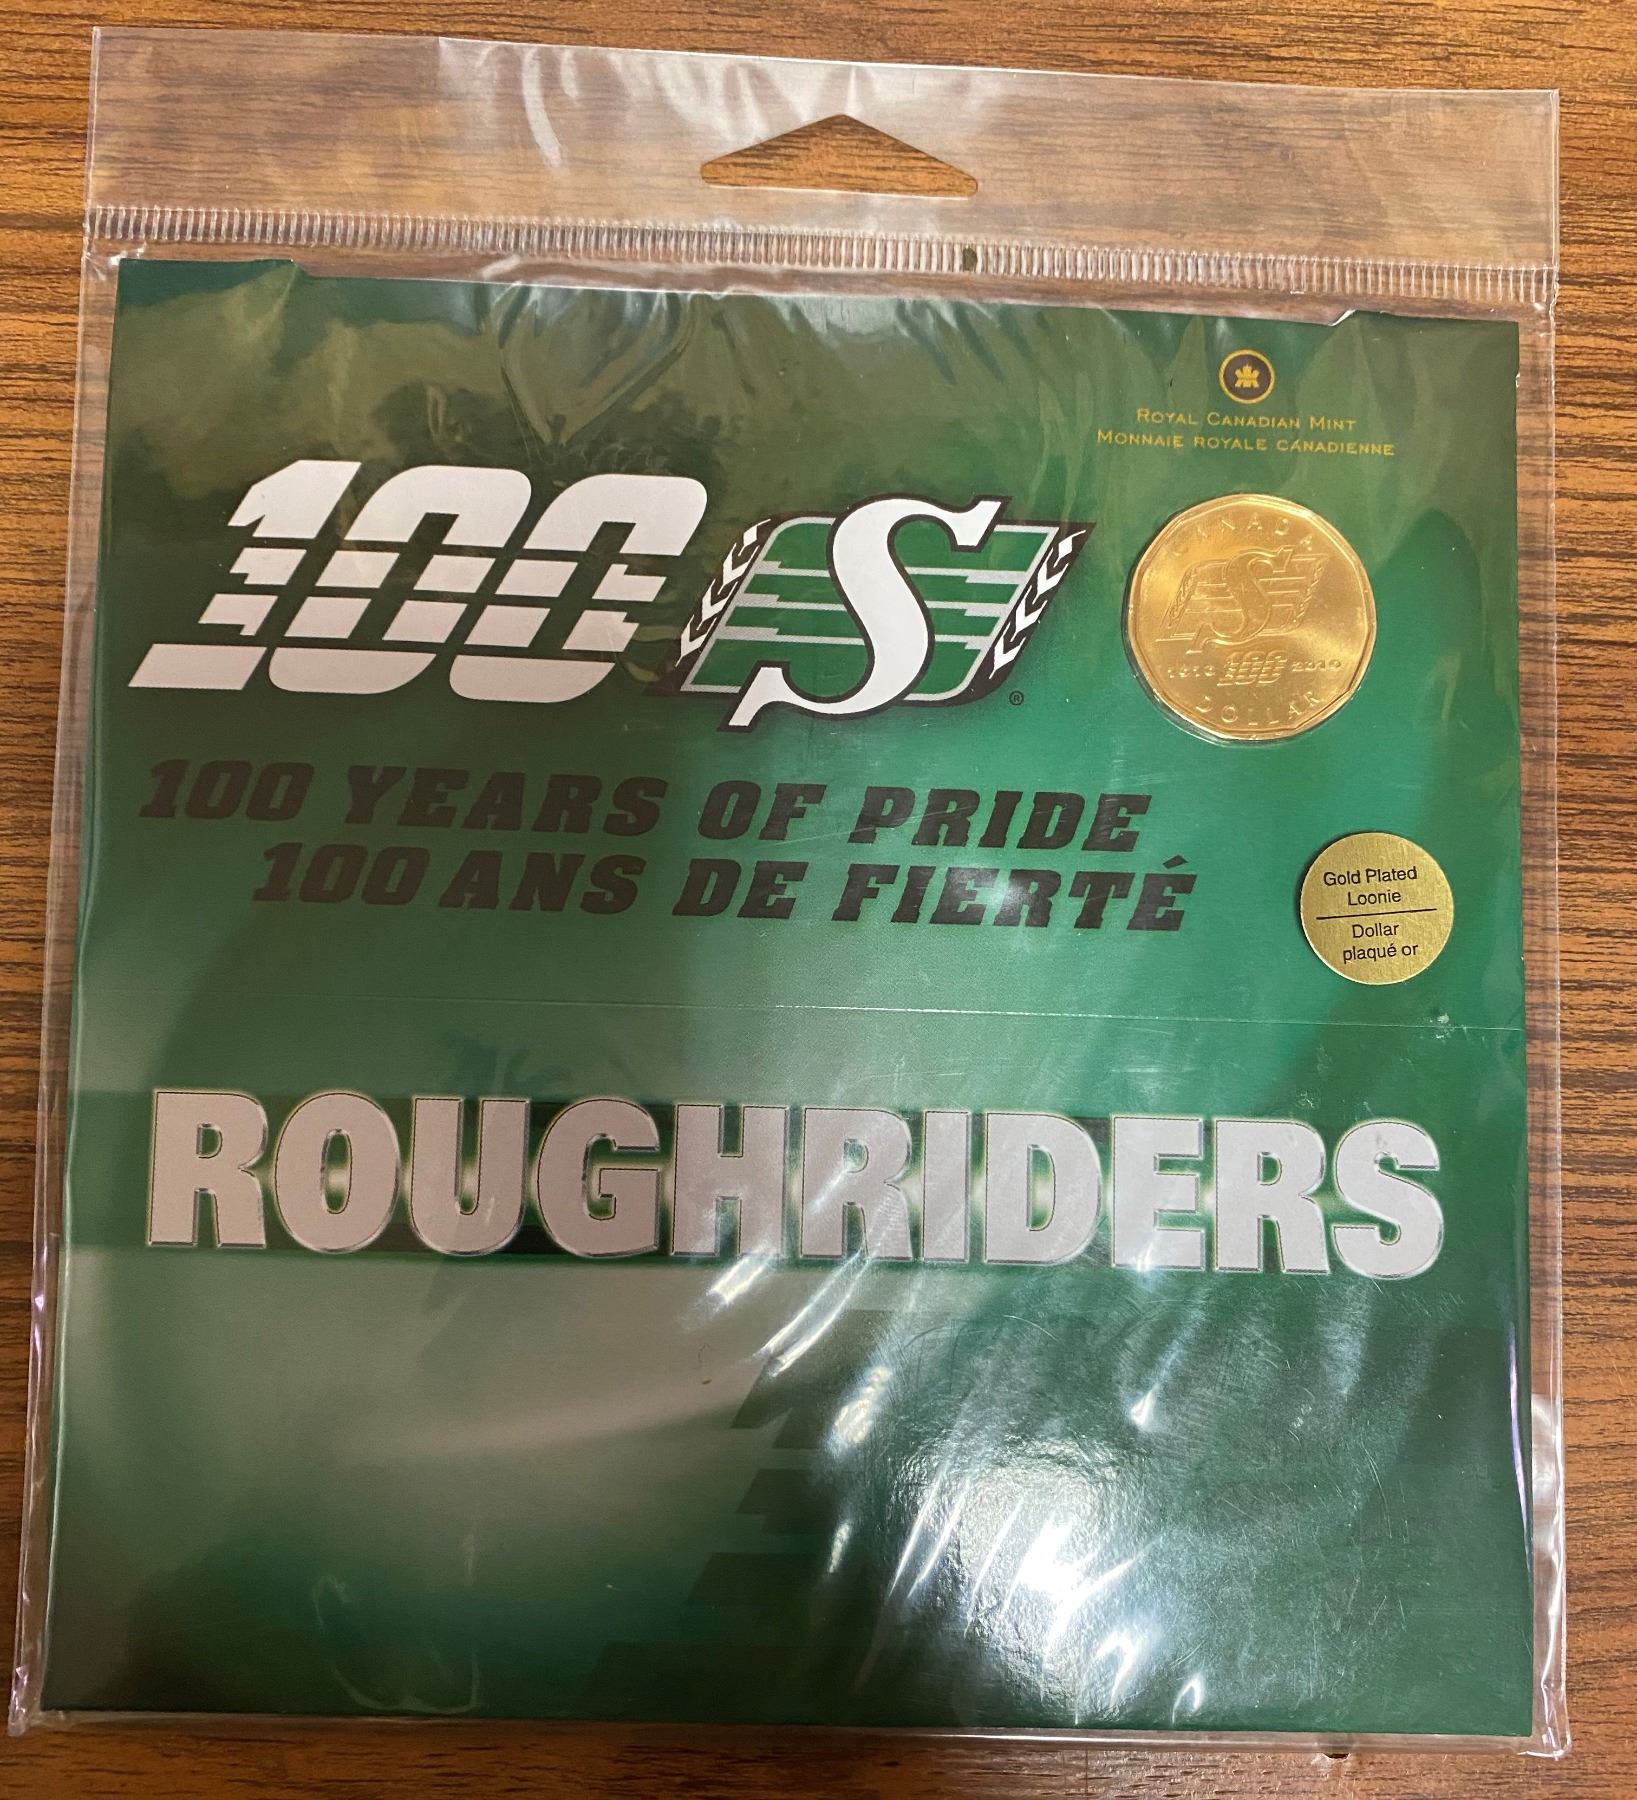 ROYAL CANADIAN MINT
MONNAIE ROYALE CANADIENNE
100 S ®
CANADA
S
1910 100 2010
DOLLAR
100 YEARS OF PRIDE
100 ANS DE FIERTÉ
Gold Plated
Loonie
Dollar
plaqué or
ROUGHRIDERS